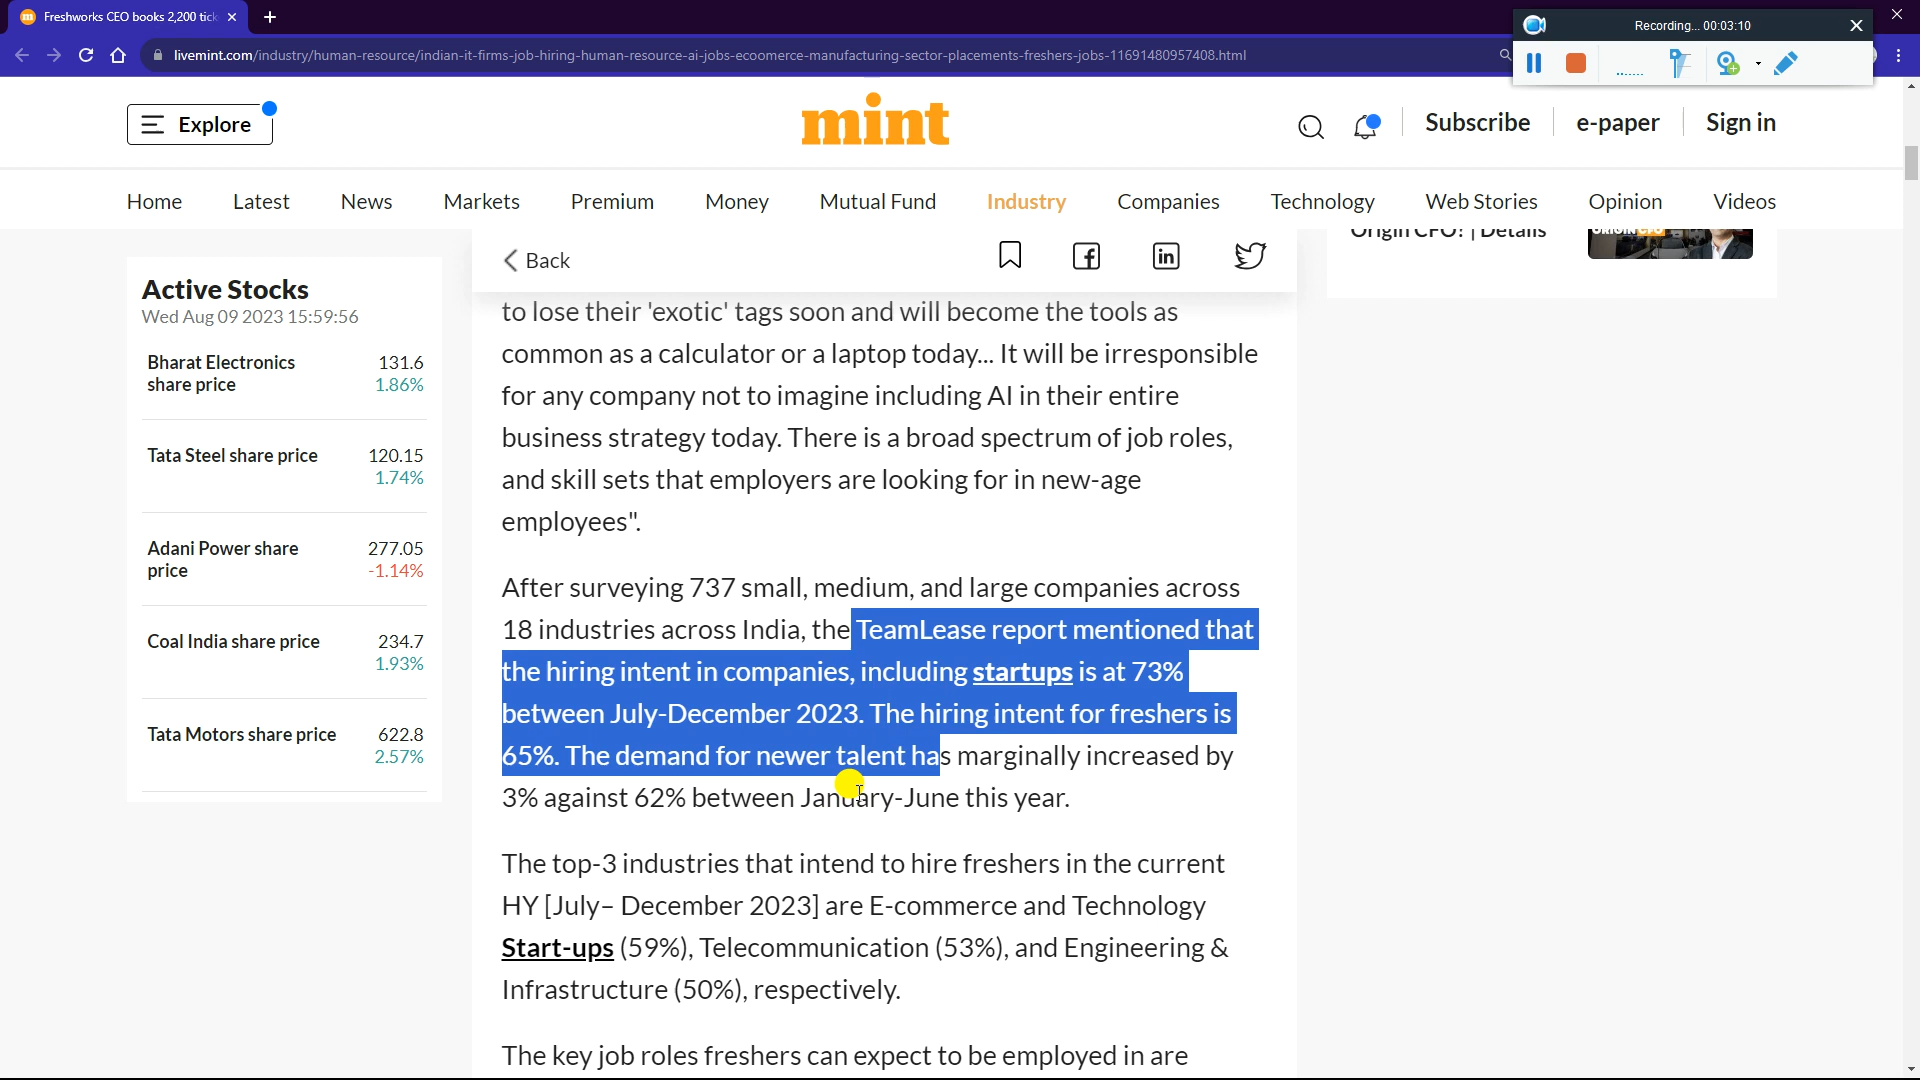 Freshworks CEO books 2,200 tick
Recording... 00:03:10
livemint.com/industry/human-resource/indian-it-firms-job-hiring-human-resource-ai-jobs-ecoomerce-manufacturing-sector-placements-freshers-jobs-11691480957408.html
Explore
mint
Subscribe
e-paper
Sign in
Home
Latest
News
Markets
Premium
Money
Mutual Fund
Industry
Companies
Technology
Web Stories
Opinion
Videos
Back
Origin CFO? | Details
ORIGIN CFO
Active Stocks
Wed Aug 09 2023 15:59:56
Bharat Electronics share price 131.6
1.86%
Tata Steel share price 120.15
1.74%
Adani Power share price 277.05
-1.14%
Coal India share price 234.7
1.93%
Tata Motors share price 622.8
2.57%
to lose their 'exotic' tags soon and will become the tools as
common as a calculator or a laptop today... It will be irresponsible
for any company not to imagine including AI in their entire
business strategy today. There is a broad spectrum of job roles,
and skill sets that employers are looking for in new-age
employees".
After surveying 737 small, medium, and large companies across
18 industries across India, the TeamLease report mentioned that
the hiring intent in companies, including startups is at 73%
between July-December 2023. The hiring intent for freshers is
65%. The demand for newer talent has marginally increased by
3% against 62% between January-June this year.
The top-3 industries that intend to hire freshers in the current
HY [July– December 2023] are E-commerce and Technology
Start-ups (59%), Telecommunication (53%), and Engineering &
Infrastructure (50%), respectively.
The key job roles freshers can expect to be employed in are